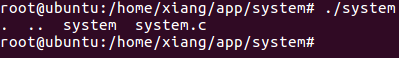 root@ubuntu:/home/xiang/app/system# ./system
.  ..  system  system.c
root@ubuntu:/home/xiang/app/system#